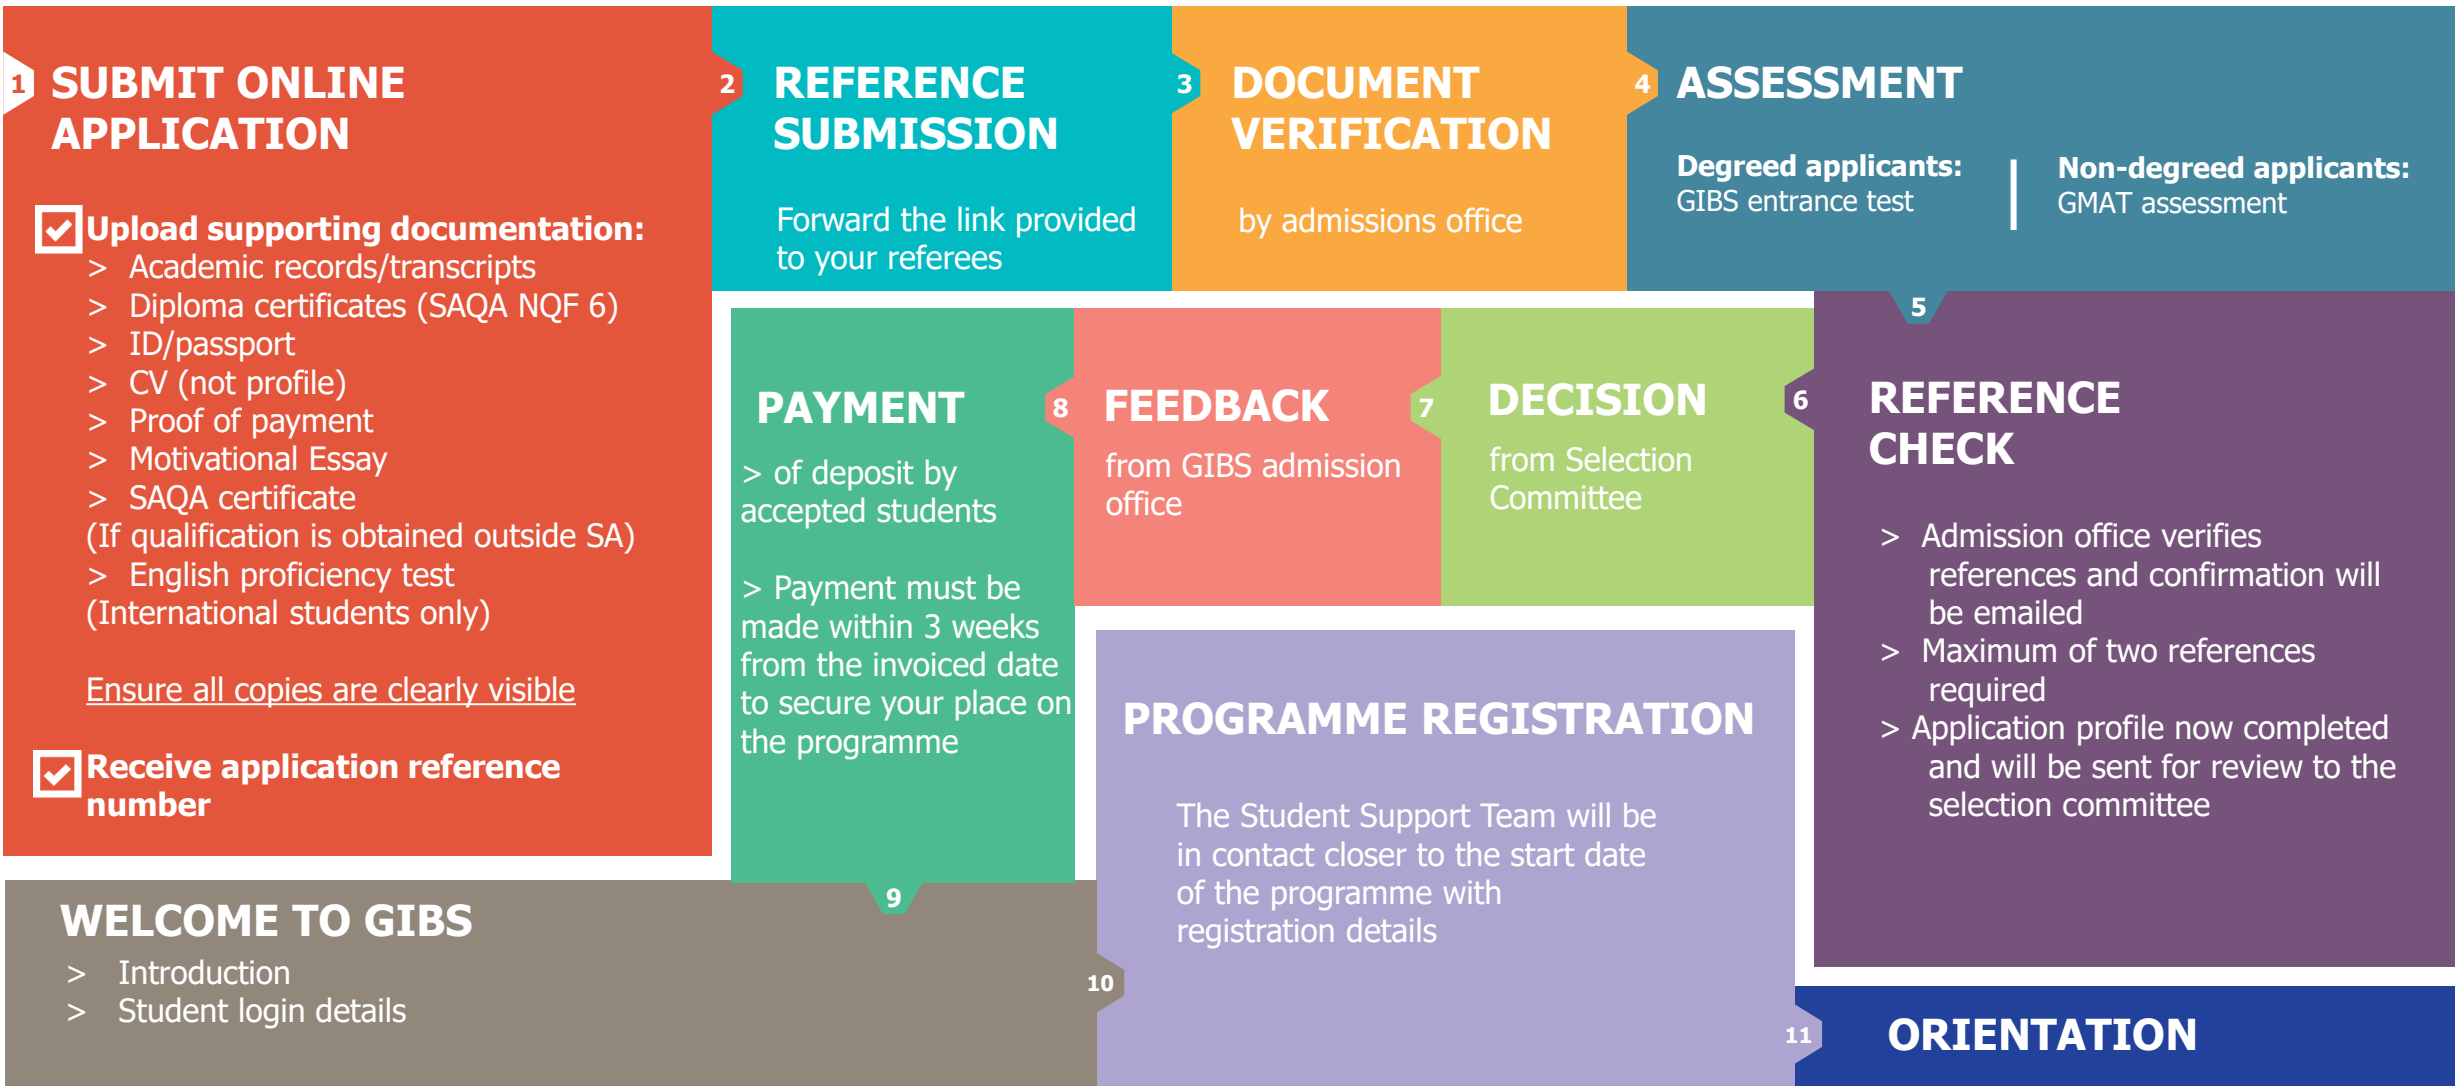 1
SUBMIT ONLINE
APPLICATION
Upload supporting documentation:
> Academic records/transcripts
> Diploma certificates (SAQA NQF 6)
> ID/passport
> CV (not profile)
> Proof of payment
> Motivational Essay
> SAQA certificate
(If qualification is obtained outside SA)
> English proficiency test
(International students only)
Ensure all copies are clearly visible
Receive application reference
number
2
REFERENCE
SUBMISSION
Forward the link provided
to your referees
3
DOCUMENT
VERIFICATION
by admissions office
4
ASSESSMENT
Degreed applicants:
GIBS entrance test
Non-degreed applicants:
GMAT assessment
5
REFERENCE
CHECK
> Admission office verifies
references and confirmation will
be emailed
> Maximum of two references
required
> Application profile now completed
and will be sent for review to the
selection committee
6
DECISION
from Selection
Committee
7
FEEDBACK
from GIBS admission
office
8
PAYMENT
> of deposit by
accepted students
> Payment must be
made within 3 weeks
from the invoiced date
to secure your place on
the programme
9
WELCOME TO GIBS
> Introduction
> Student login details
10
PROGRAMME REGISTRATION
The Student Support Team will be
in contact closer to the start date
of the programme with
registration details
11
ORIENTATION